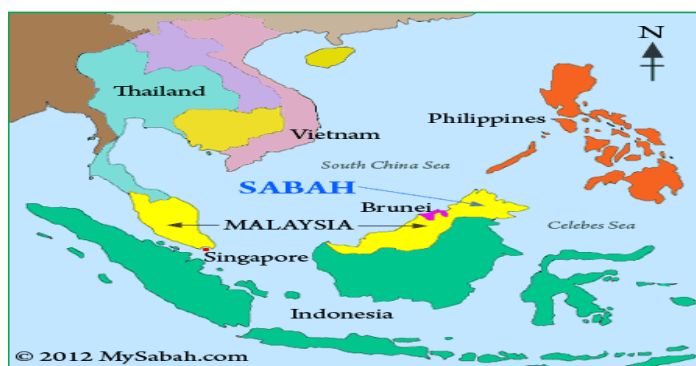 N
Thailand
Philippines
Vietnam
South China Sea
SABAH
Brunei
MALAYSIA
Celebes Sea
Singapore
Indonesia
© 2012 MySabah.com